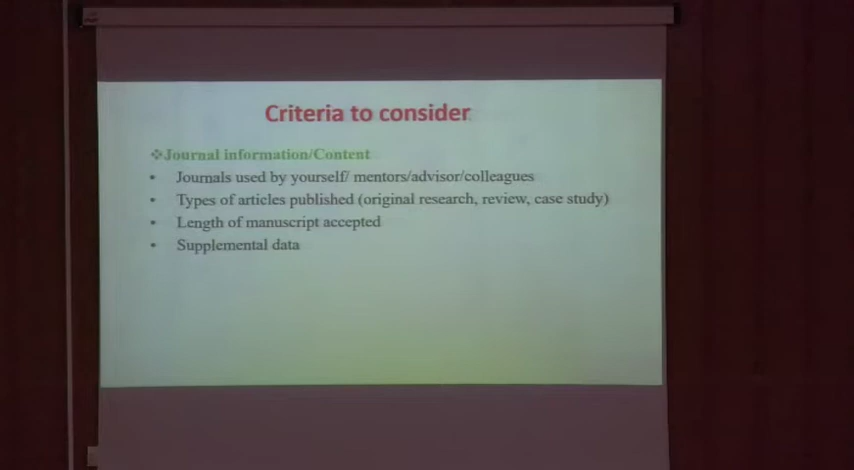 Criteria to consider
❖Journal information/Content
• Journals used by yourself/ mentors/advisor/colleagues
• Types of articles published (original research, review, case study)
• Length of manuscript accepted
• Supplemental data